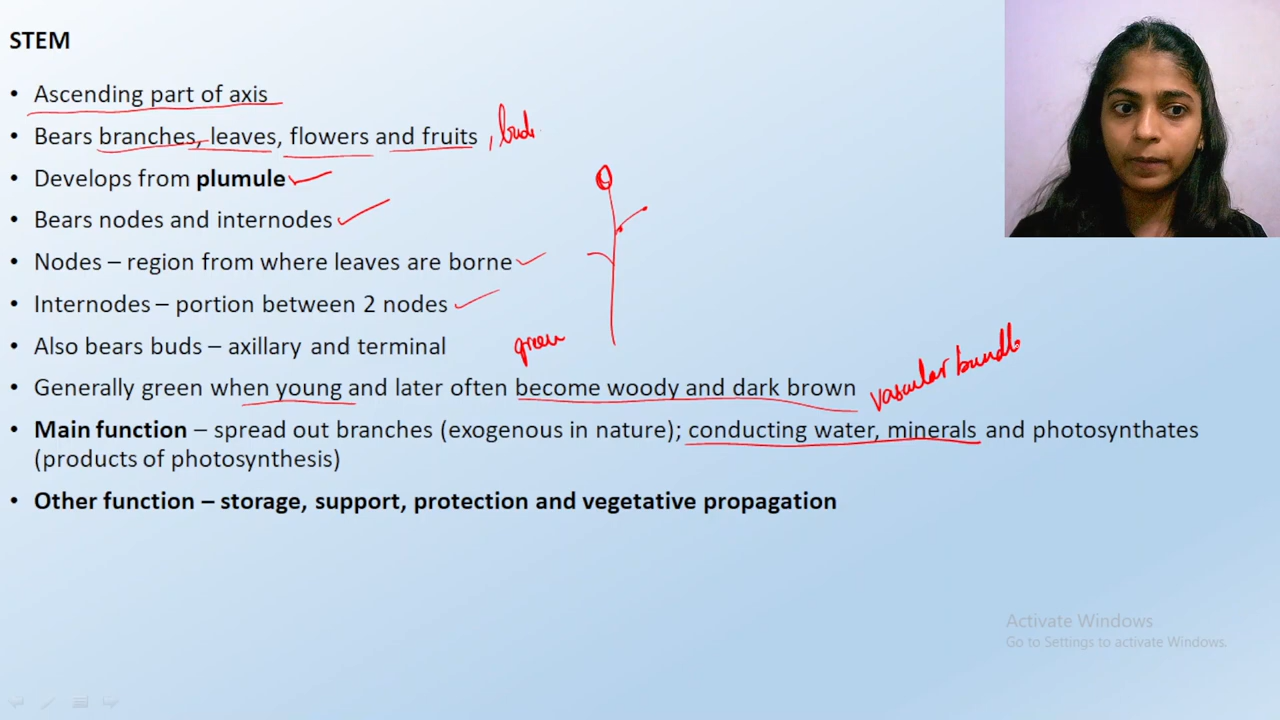 STEM
• Ascending part of axis
• Bears branches, leaves, flowers and fruits , bud
• Develops from plumule
• Bears nodes and internodes
• Nodes – region from where leaves are borne
• Internodes – portion between 2 nodes
• Also bears buds – axillary and terminal
green
• Generally green when young and later often become woody and dark brown
vascular bundle
• Main function – spread out branches (exogenous in nature); conducting water, minerals and photosynthates
(products of photosynthesis)
• Other function – storage, support, protection and vegetative propagation
Activate Windows
Go to Settings to activate Windows.